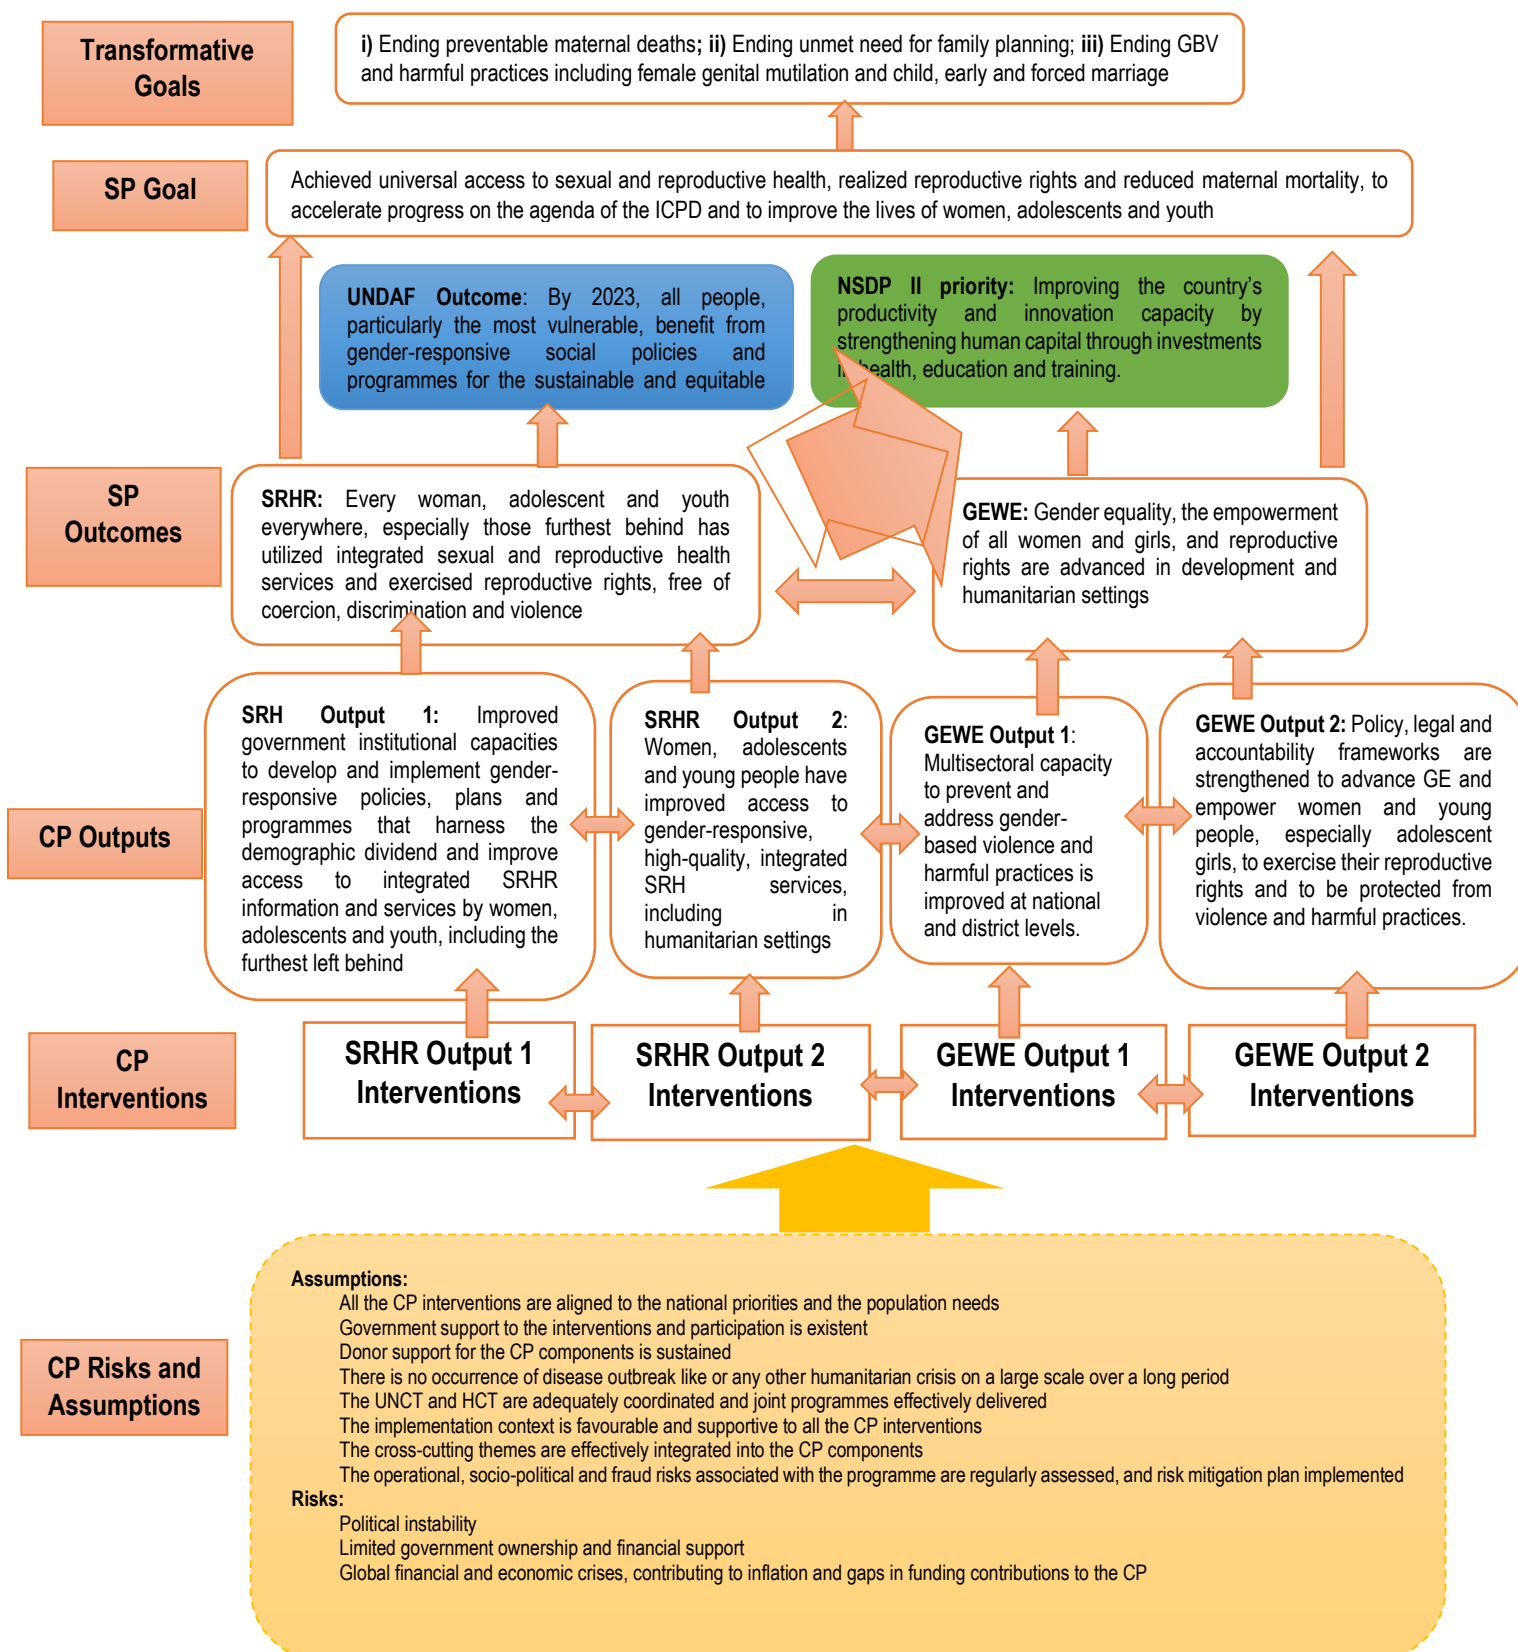 Transformative
Goals
i) Ending preventable maternal deaths; ii) Ending unmet need for family planning; iii) Ending GBV
and harmful practices including female genital mutilation and child, early and forced marriage
SP Goal
Achieved universal access to sexual and reproductive health, realized reproductive rights and reduced maternal mortality, to
accelerate progress on the agenda of the ICPD and to improve the lives of women, adolescents and youth
UNDAF Outcome: By 2023, all people,
particularly the most vulnerable, benefit from
gender-responsive social policies and
programmes for the sustainable and equitable
NSDP II priority: Improving the country's
productivity and innovation capacity by
strengthening human capital through investments
in health, education and training.
SP
Outcomes
SRHR: Every woman, adolescent and youth
everywhere, especially those furthest behind has
utilized integrated sexual and reproductive health
services and exercised reproductive rights, free of
coercion, discrimination and violence
GEWE: Gender equality, the empowerment
of all women and girls, and reproductive
rights are advanced in development and
humanitarian settings
CP Outputs
SRH Output 1: Improved
government institutional capacities
to develop and implement gender-
responsive policies, plans and
programmes that harness the
demographic dividend and improve
access to integrated SRHR
information and services by women,
adolescents and youth, including the
furthest left behind
SRHR Output 2:
Women, adolescents
and young people have
improved access to
gender-responsive,
high-quality, integrated
SRH services,
including in
humanitarian settings
GEWE Output 1:
Multisectoral capacity
to prevent and
address gender-
based violence and
harmful practices is
improved at national
and district levels.
GEWE Output 2: Policy, legal and
accountability frameworks are
strengthened to advance GE and
empower women and young
people, especially adolescent
girls, to exercise their reproductive
rights and to be protected from
violence and harmful practices.
CP
Interventions
SRHR Output 1
Interventions
SRHR Output 2
Interventions
GEWE Output 1
Interventions
GEWE Output 2
Interventions
CP Risks and
Assumptions
Assumptions:
All the CP interventions are aligned to the national priorities and the population needs
Government support to the interventions and participation is existent
Donor support for the CP components is sustained
There is no occurrence of disease outbreak like or any other humanitarian crisis on a large scale over a long period
The UNCT and HCT are adequately coordinated and joint programmes effectively delivered
The implementation context is favourable and supportive to all the CP interventions
The cross-cutting themes are effectively integrated into the CP components
The operational, socio-political and fraud risks associated with the programme are regularly assessed, and risk mitigation plan implemented
Risks:
Political instability
Limited government ownership and financial support
Global financial and economic crises, contributing to inflation and gaps in funding contributions to the CP